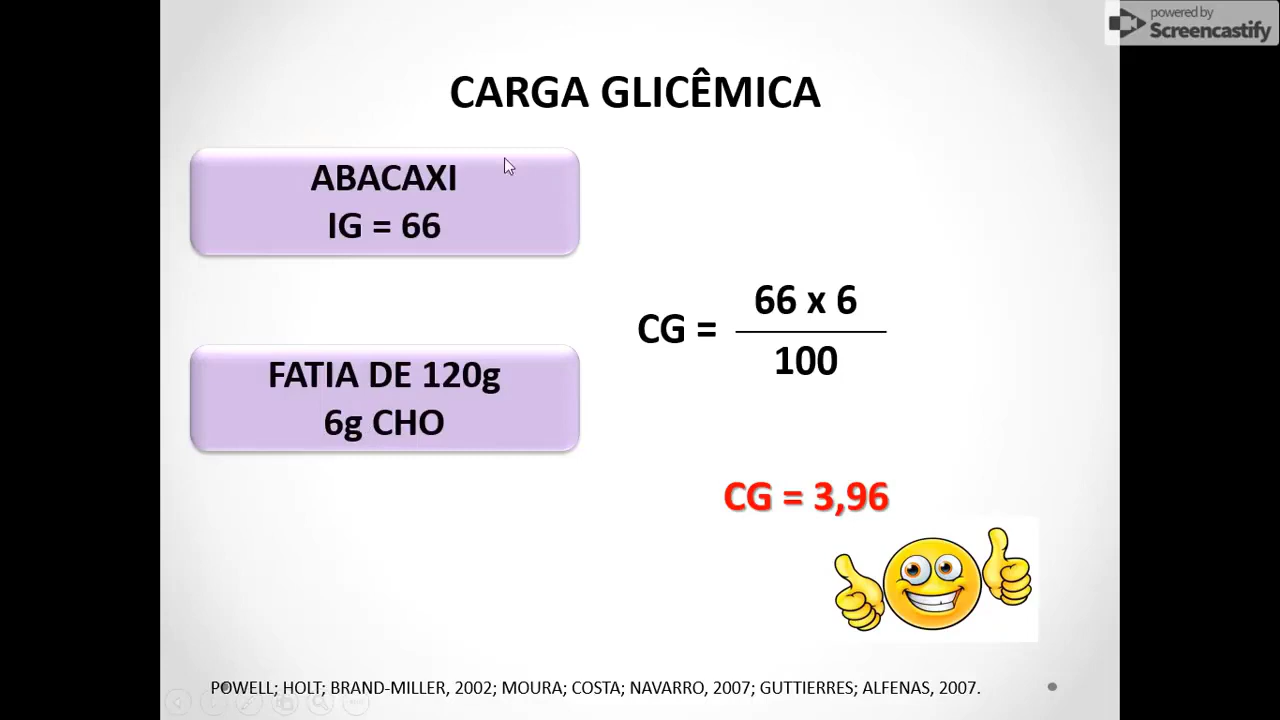 powered by
Screencastify
CARGA GLICÊMICA
ABACAXI
IG = 66
FATIA DE 120g
6g CHO
CG =
66 x 6
100
CG = 3,96
POWELL; HOLT; BRAND-MILLER, 2002; MOURA; COSTA; NAVARRO, 2007; GUTTIERRES; ALFENAS, 2007.